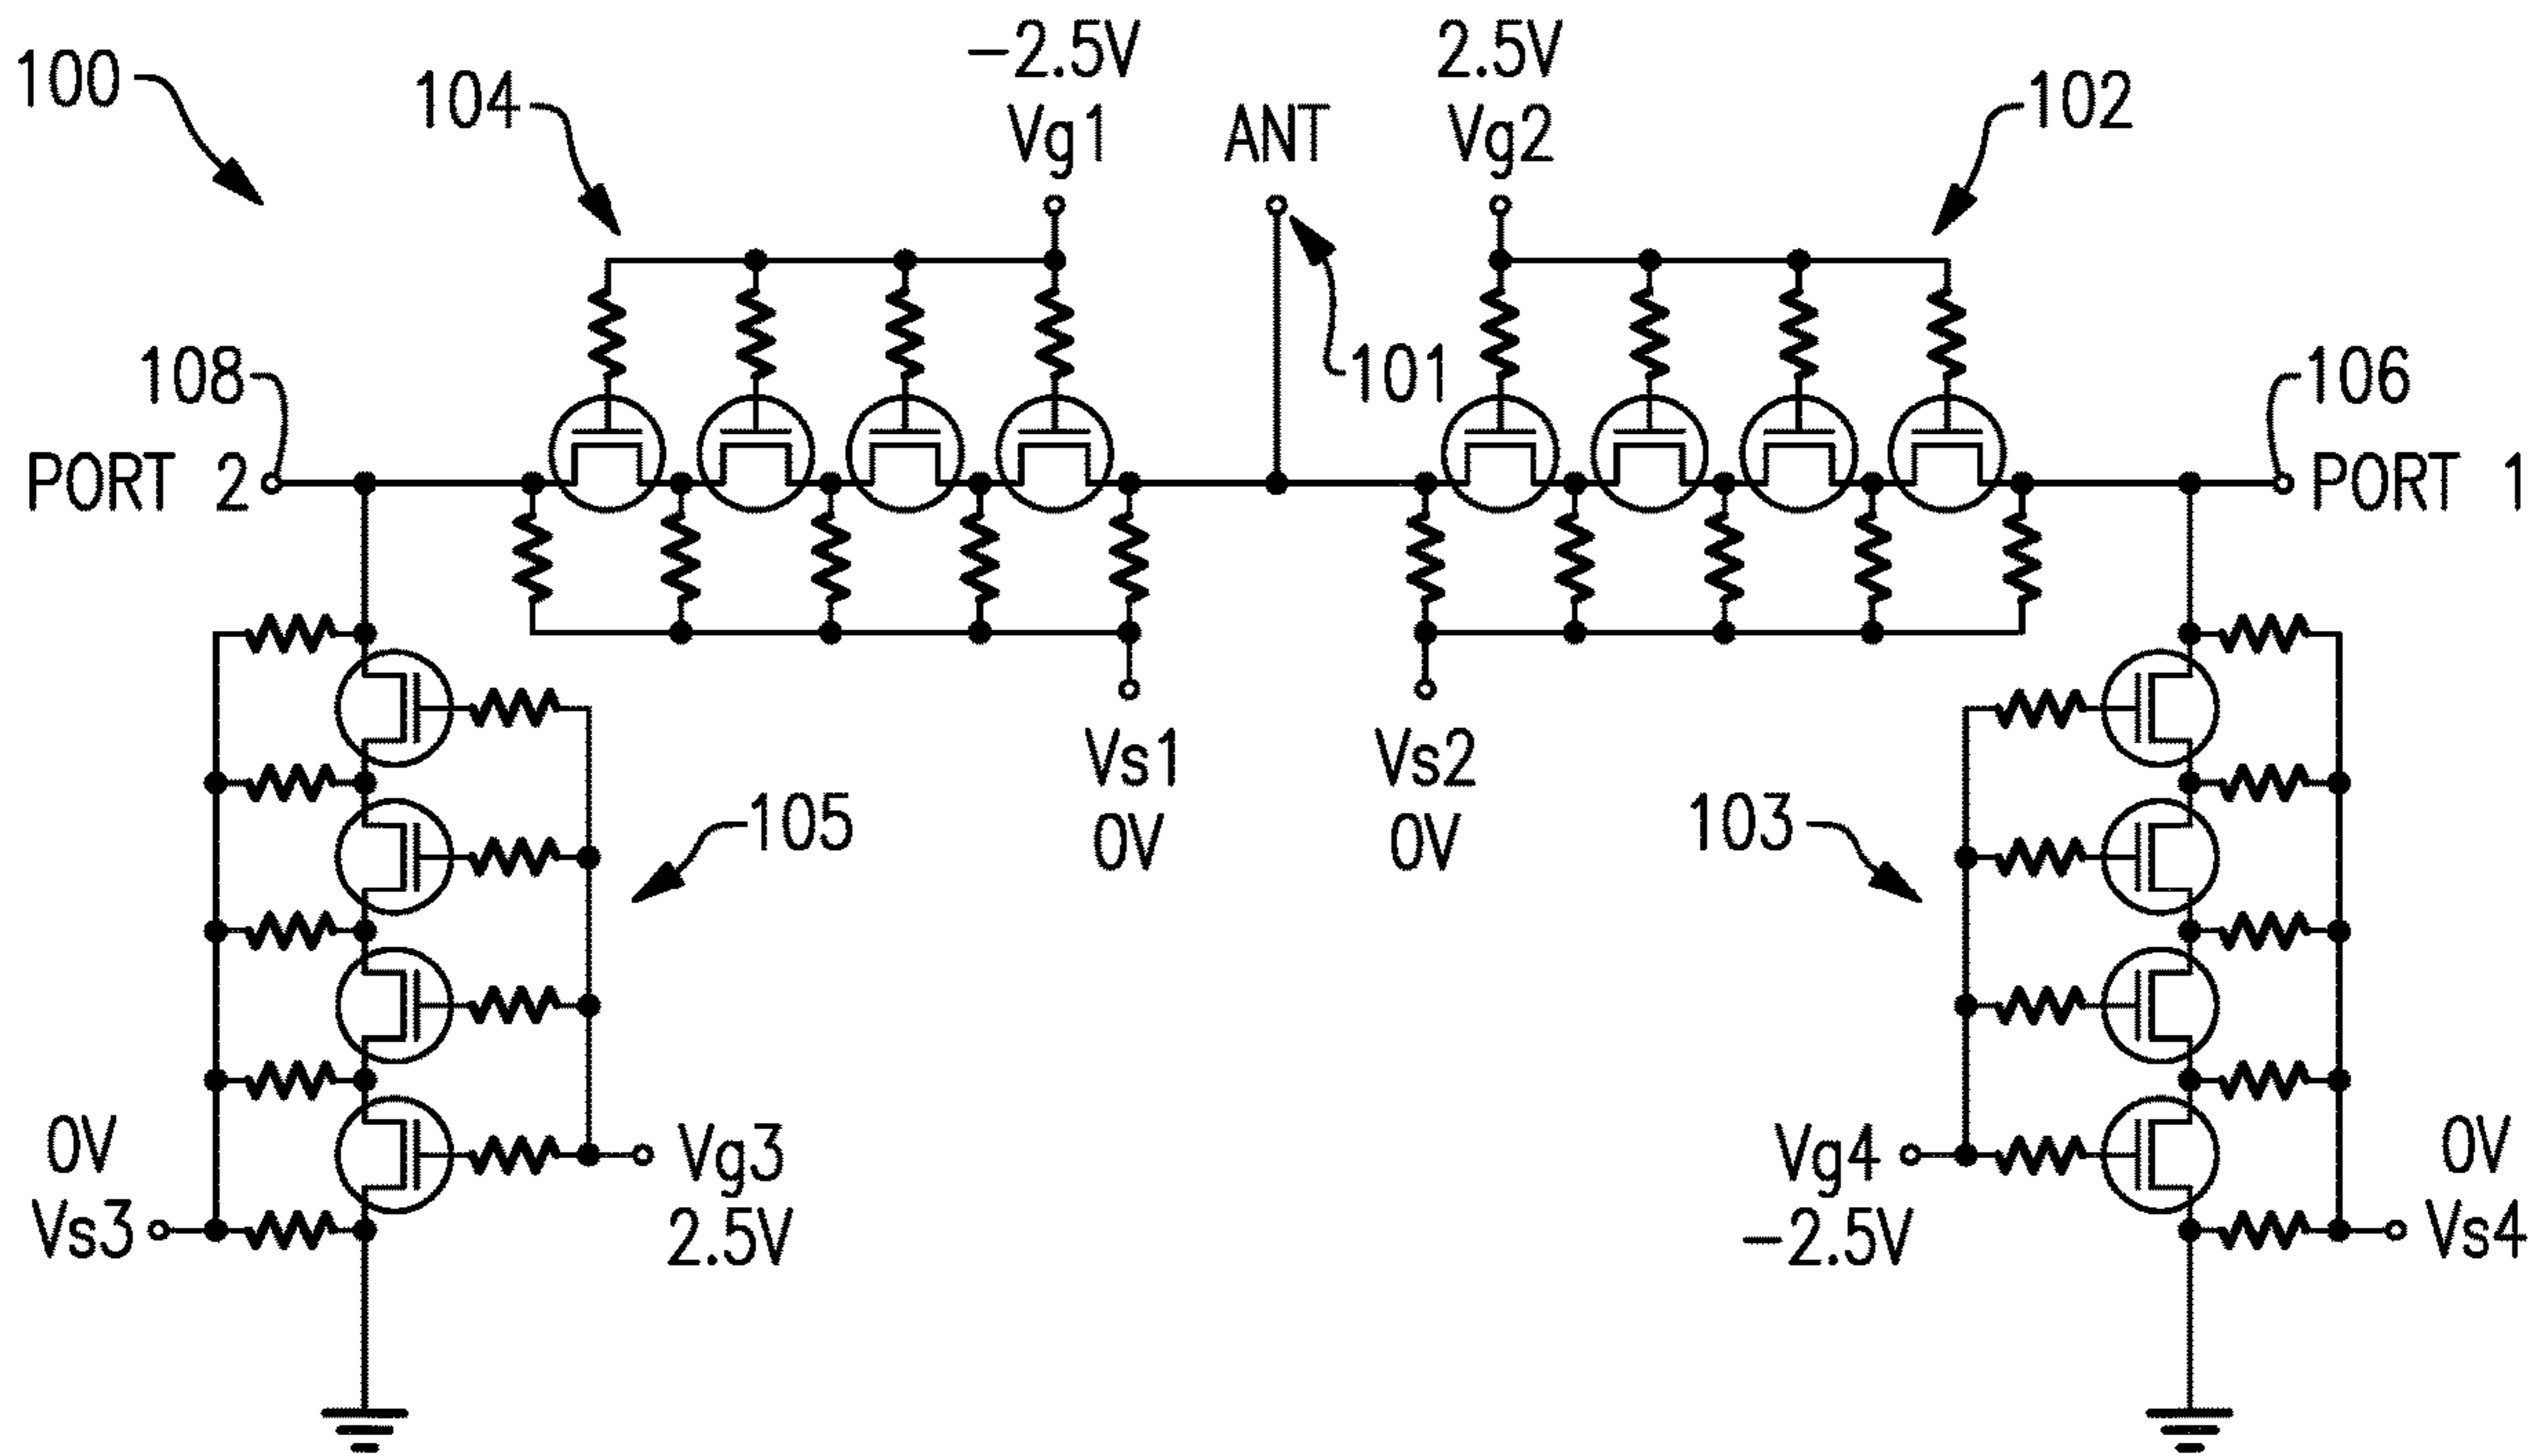 100
104
-2.5V
Vg1
ANT
2.5V
Vg2
102
108
101
106
PORT 2
PORT 1
Vs1
0V
Vs2
0V
105
103
0V
Vs3
Vg3
2.5V
Vg4
-2.5V
0V
Vs4